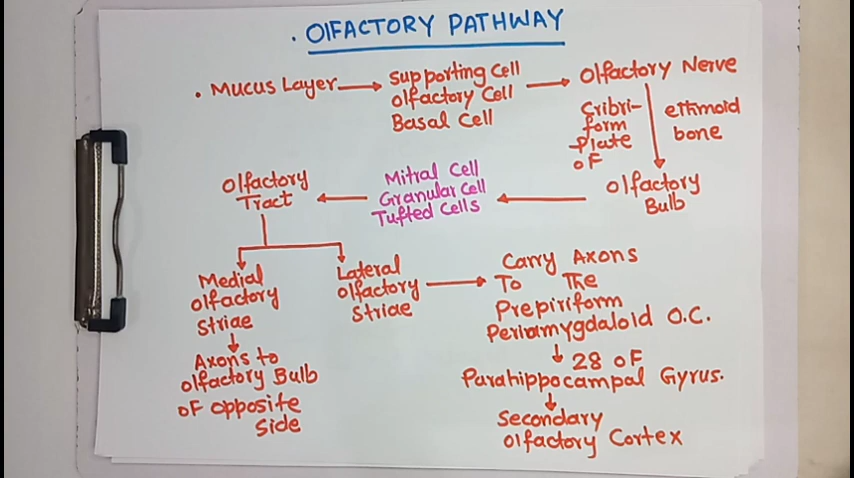 . OLFACTORY PATHWAY
. Mucus Layer
Supporting Cell
Olfactory Cell
Basal Cell
Olfactory Nerve
Cribri-
form
Plate
of
ethmoid
bone
Olfactory
Bulb
Mitral Cell
Granular Cell
Tufted Cells
Olfactory
Tract
Medial
Olfactory
Striae
Axons to
Olfactory Bulb
of opposite
Side
Lateral
Olfactory
Striae
Carry Axons
To The
Prepiriform
Periamygdaloid O.C.
28 of
Parahippocampal Gyrus.
Secondary
Olfactory Cortex